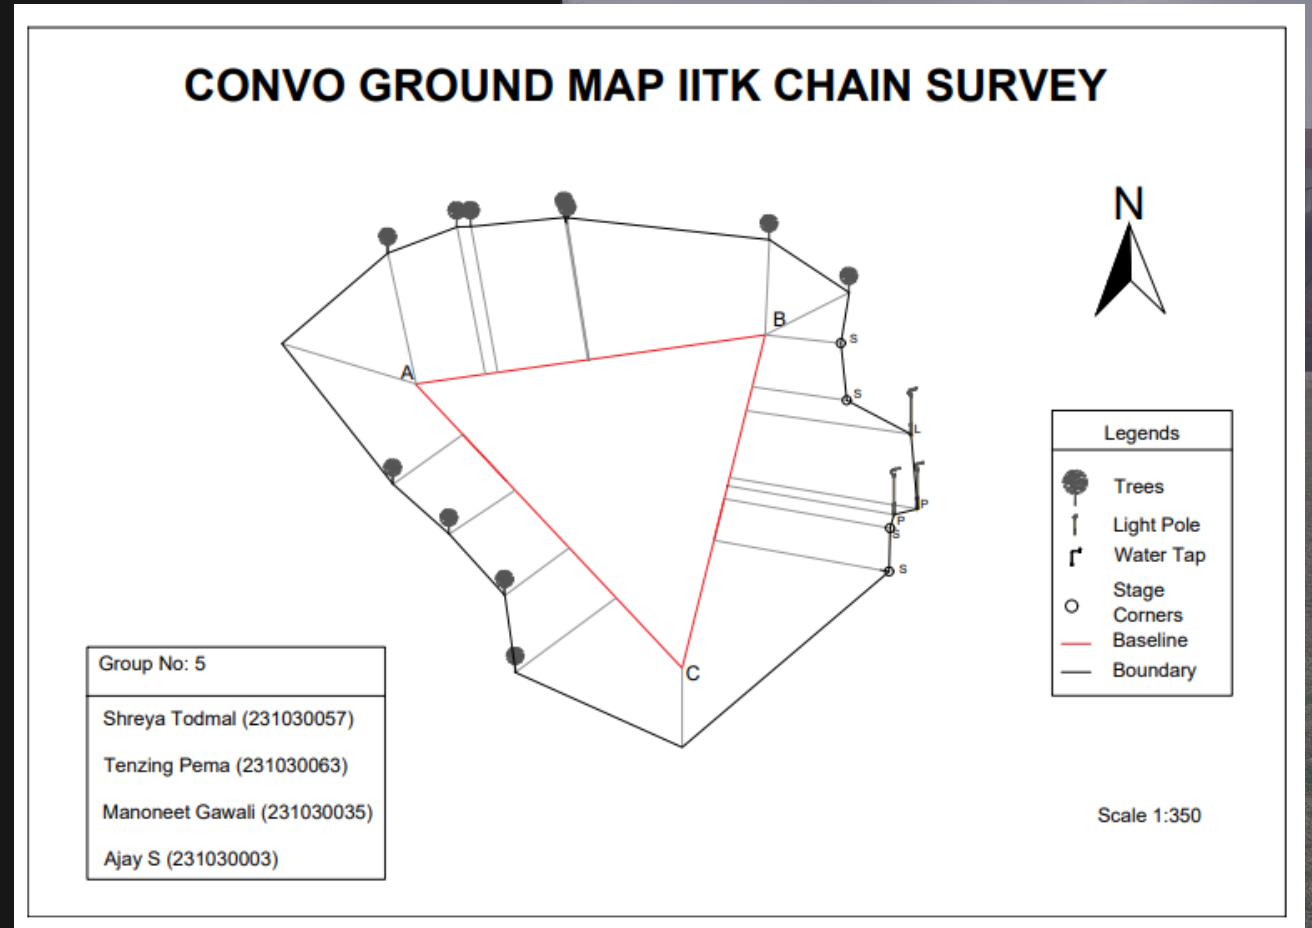 CONVO GROUND MAP IITK CHAIN SURVEY
N
B
A
S
S
L
P
P
S
S
C
Legends
Trees
Light Pole
Water Tap
Stage
Corners
Baseline
Boundary
Group No: 5
Shreya Todmal (231030057)
Tenzing Pema (231030063)
Manoneet Gawali (231030035)
Ajay S (231030003)
Scale 1:350